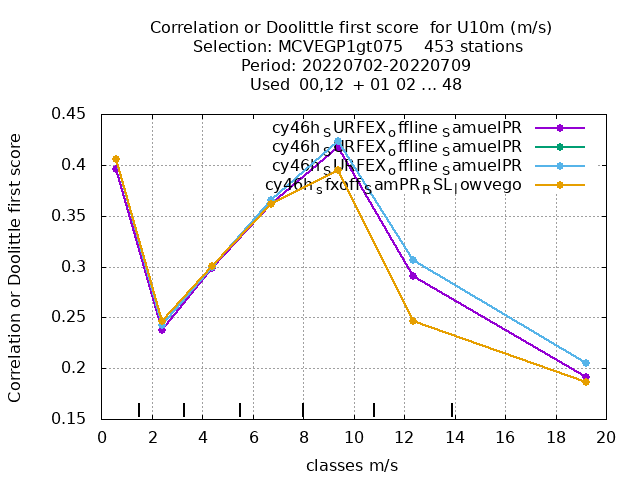 Correlation or Doolittle first score  for U10m (m/s)
Selection: MCVEGP1gt075    453 stations
Period: 20220702-20220709
Used  00,12  + 01 02 ... 48
Correlation or Doolittle first score
0.45
0.4
0.35
0.3
0.25
0.2
0.15
cy46h_SURFEX_offline_SamuelPR
cy46h_SURFEX_offline_SamuelPR
cy46h_SURFEX_offline_SamuelPR
cy46h_sfxoff_SamPR_RSL_lowvego
0 2 4 6 8 10 12 14 16 18 20
classes m/s